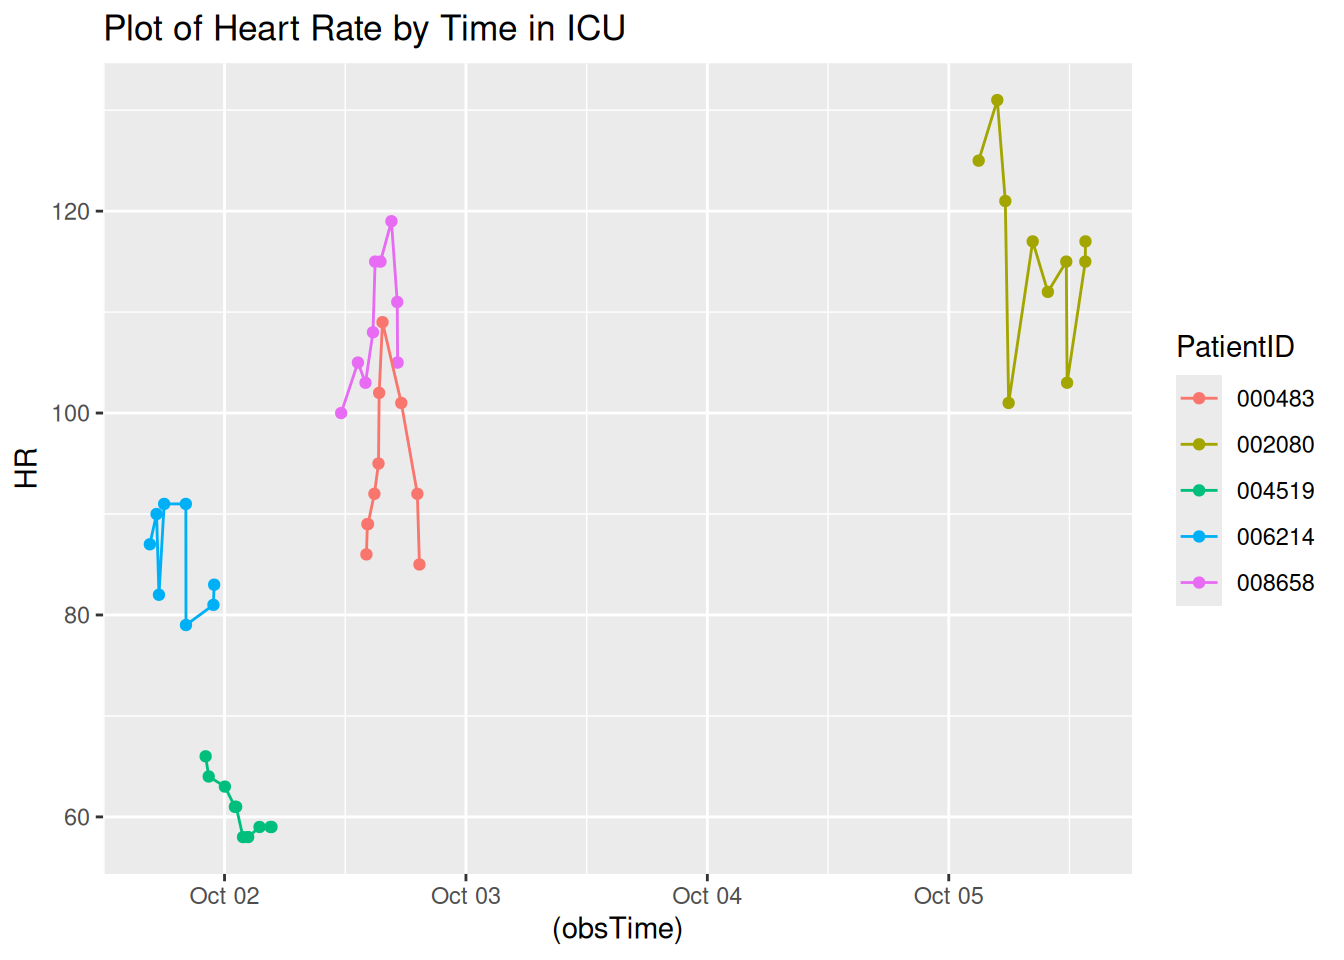 Plot of Heart Rate by Time in ICU
HR
120
100
80
60
Oct 02
Oct 03
Oct 04
Oct 05
(obsTime)
PatientID
000483
002080
004519
006214
008658